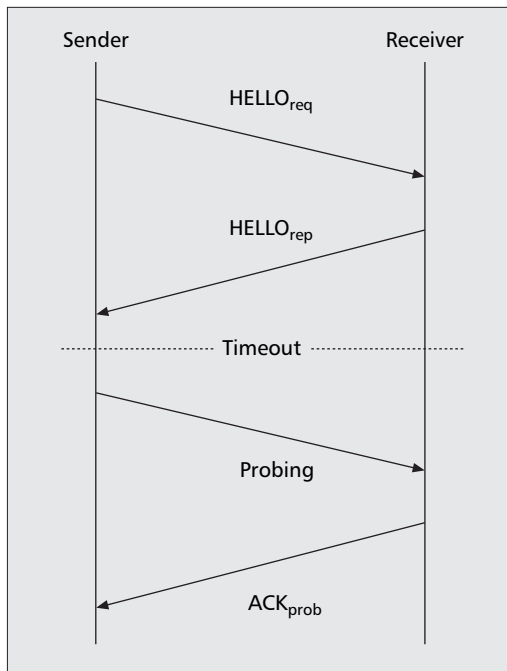 Sender Receiver
HELLOreq
HELLOrep
Timeout
Probing
ACKprob